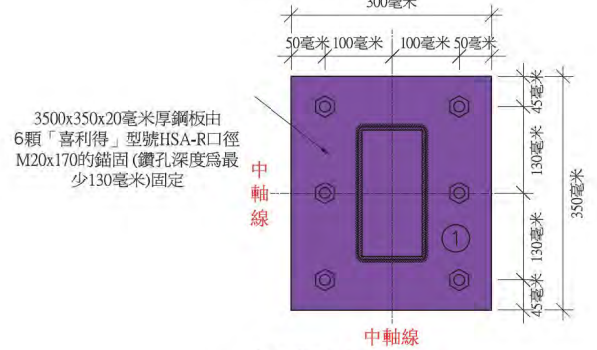 300毫米
50毫米 100毫米 100毫米 50毫米
3500x350x20毫米厚鋼板由
6顆「喜利得」型號HSA-R口徑
M20x170的錨固 (鑽孔深度爲最
少130毫米)固定
中軸線
45毫米
130毫米
130毫米
45毫米
350毫米
1
中軸線